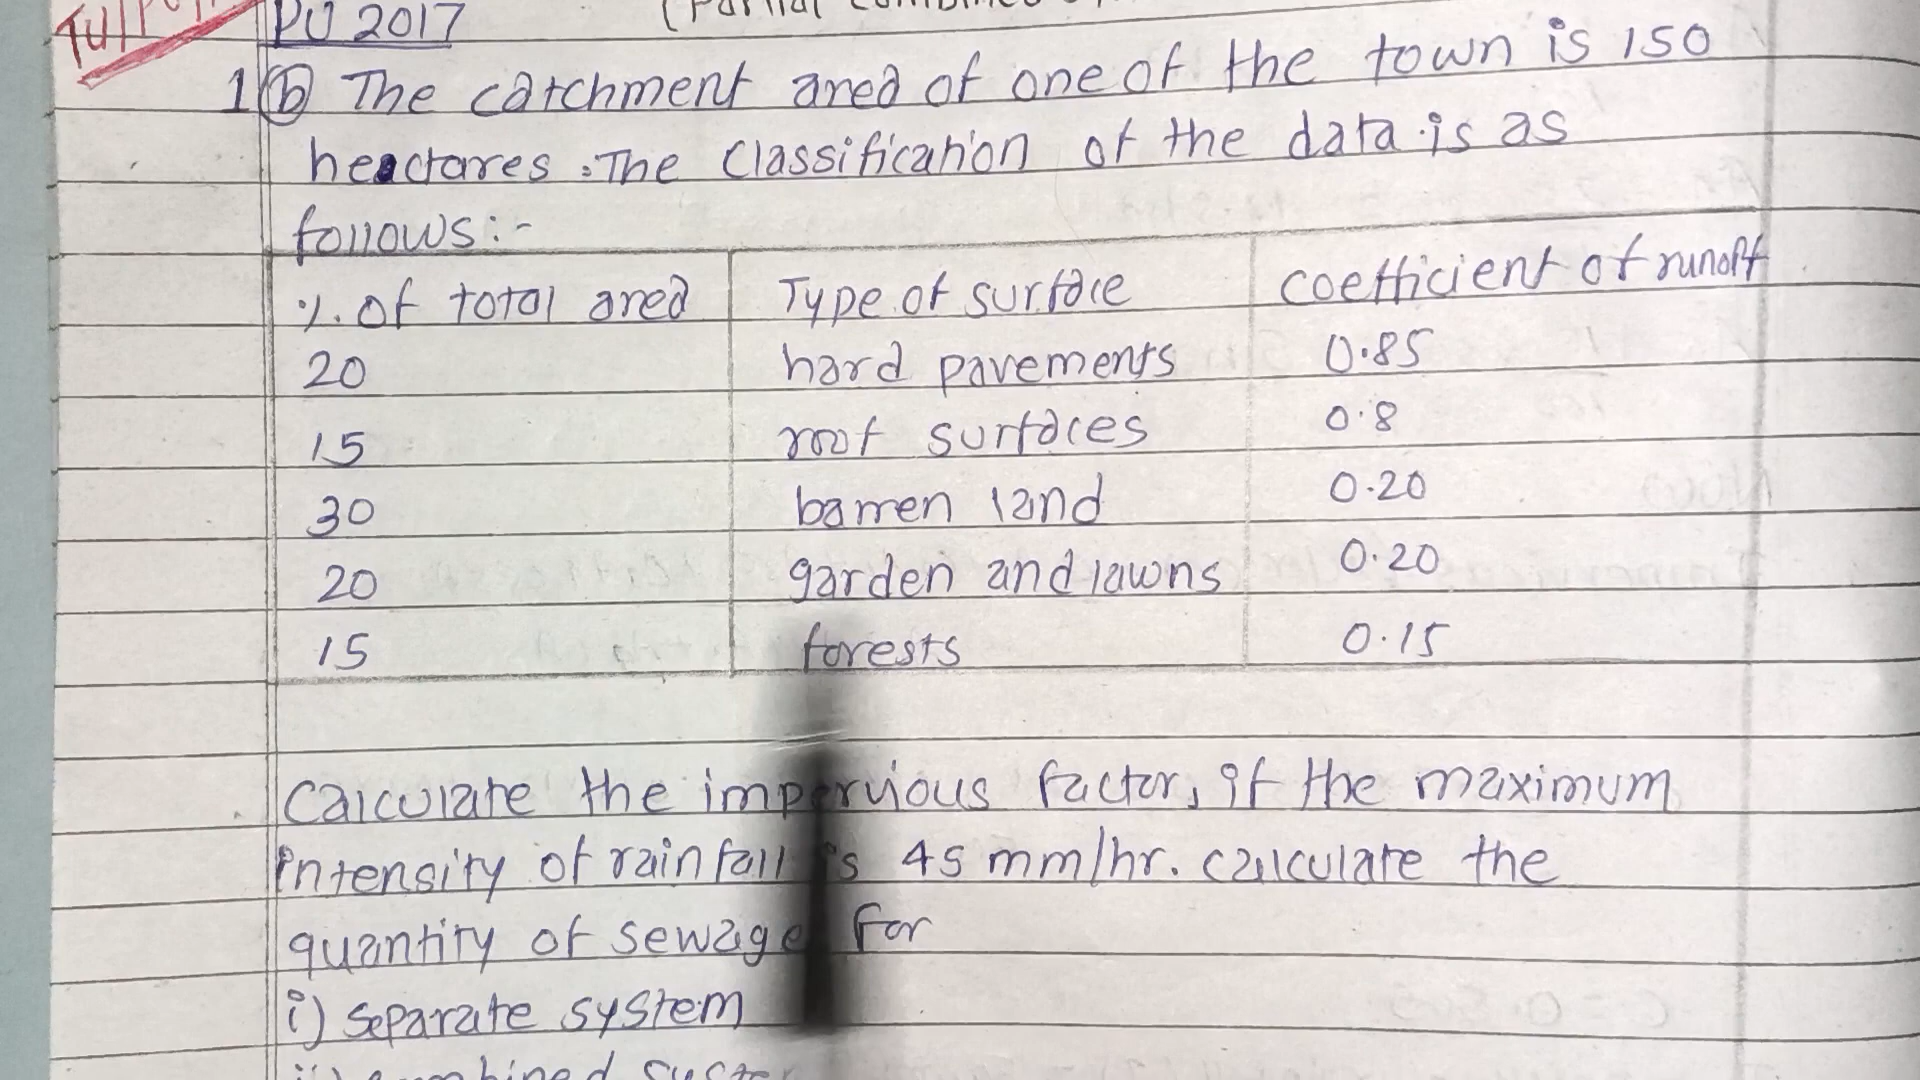 PU 2017
1 (b) The catchment area of one of the town is 150
hectares. The classification of the data is as
follows:-
%. of total area Type of surface coefficient of runoff
20 hard pavements 0.85
15 roof surfaces 0.8
30 barren land 0.20
20 garden and lawns 0.20
15 forests 0.15
Calculate the impervious factor, if the maximum
intensity of rainfall is 45 mm/hr. calculate the
quantity of sewage for
i) separate system